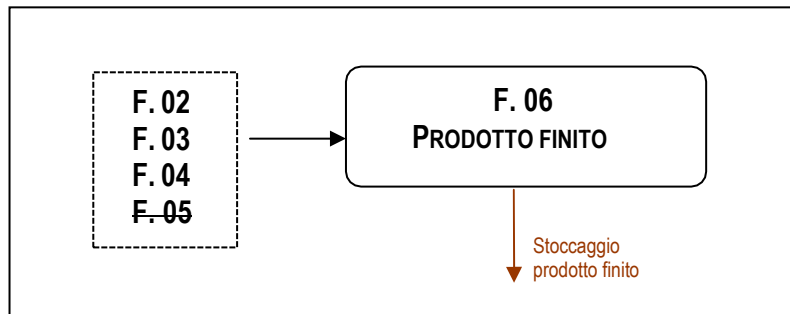 F. 02
F. 03
F. 04
F. 05
F. 06
PRODOTTO FINITO
Stoccaggio
prodotto finito